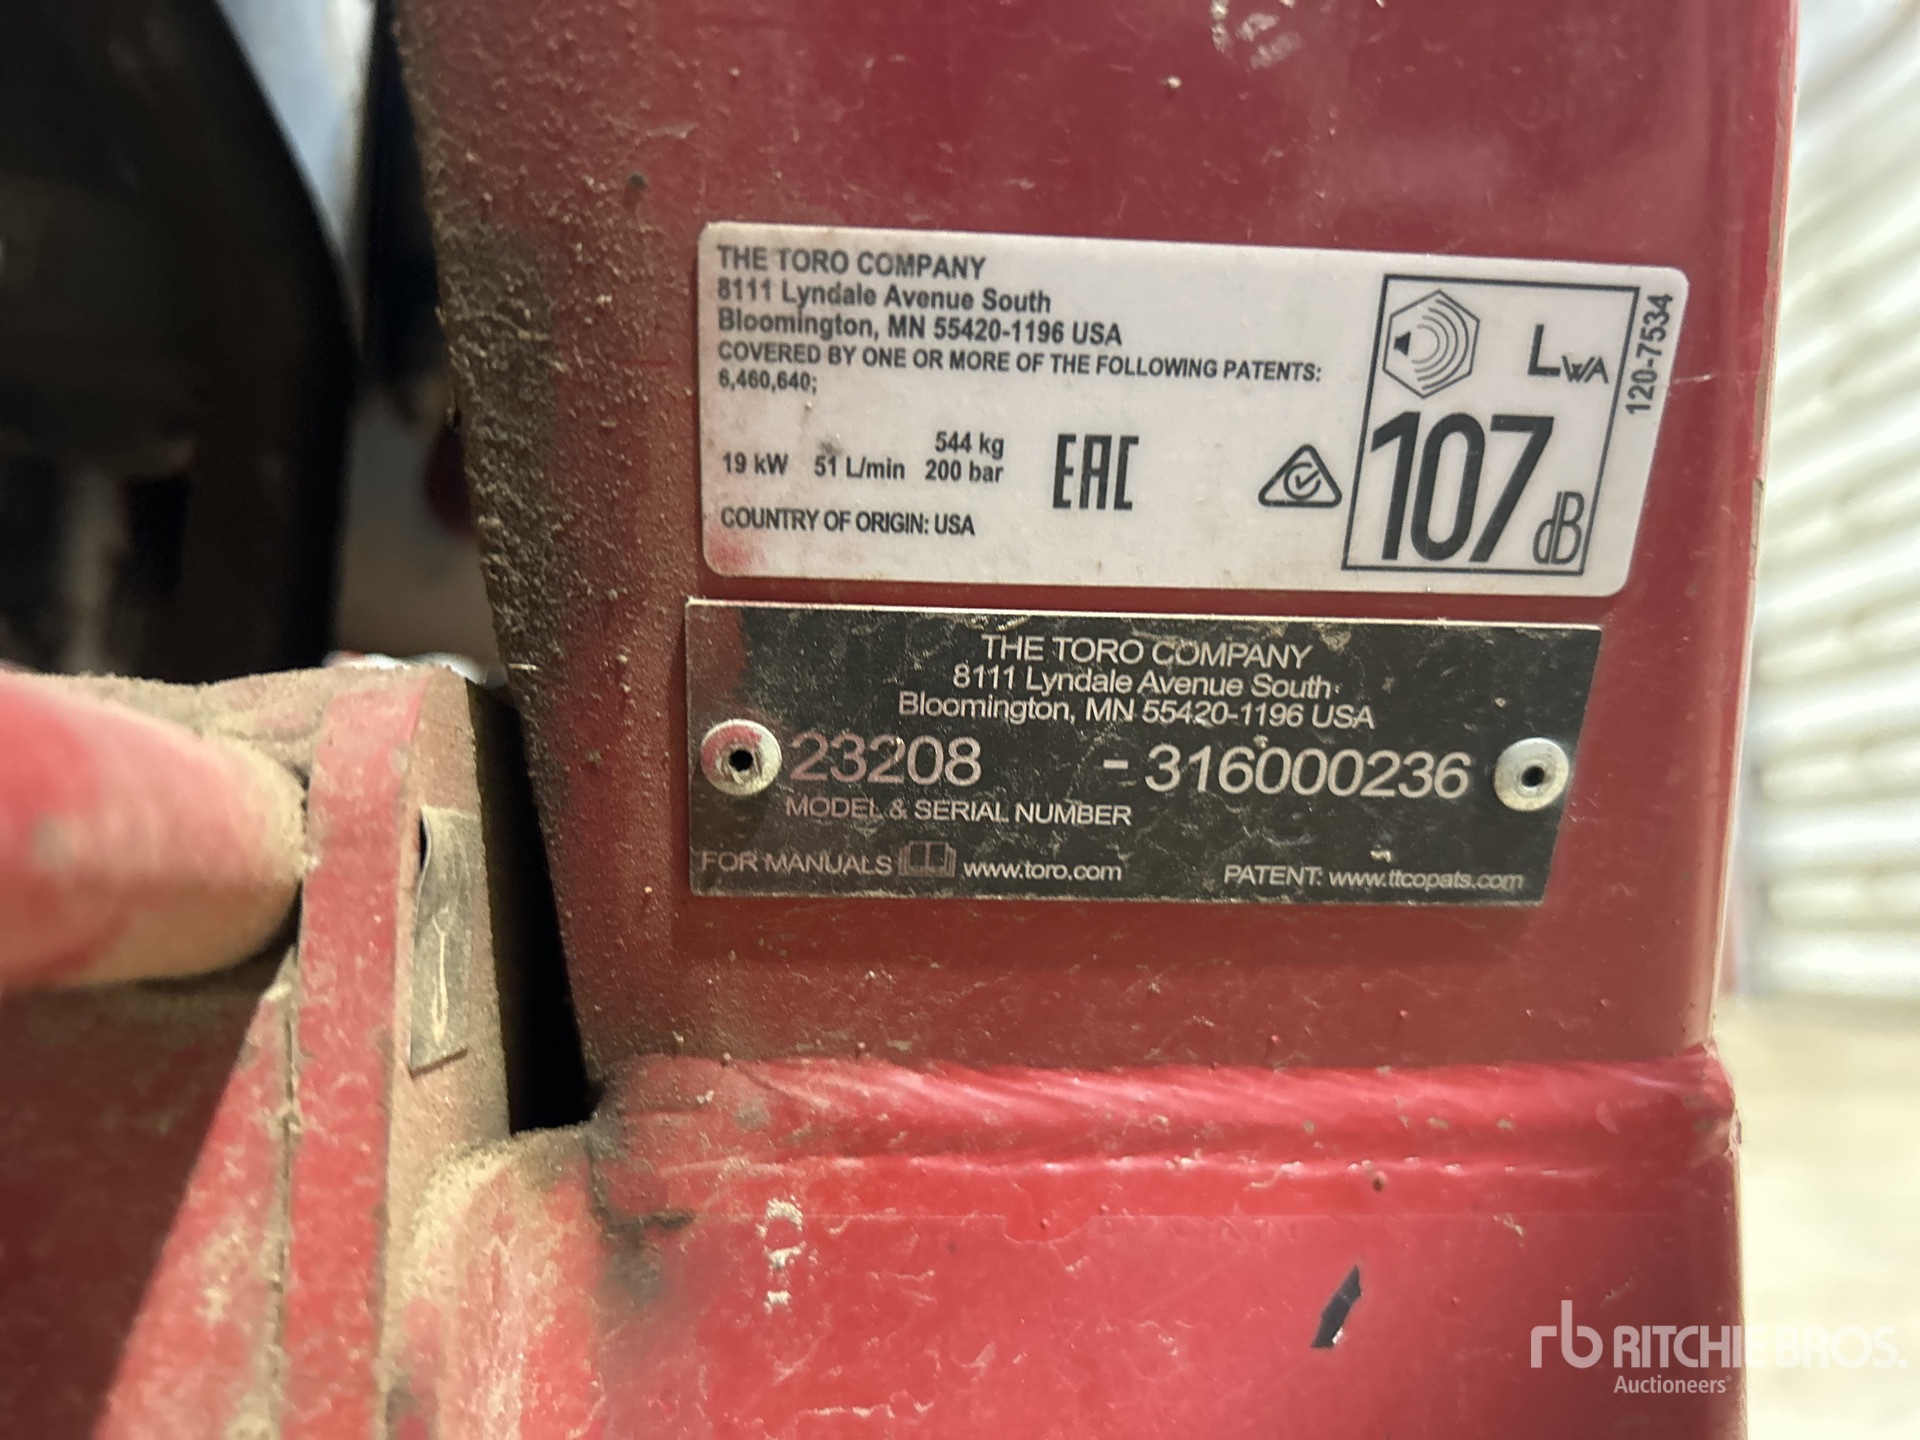 THE TORO COMPANY
8111 Lyndale Avenue South
Bloomington, MN 55420-1196 USA
COVERED BY ONE OR MORE OF THE FOLLOWING PATENTS:
6,460,640;
544 kg
19 kW 51 L/min 200 bar
EAC
COUNTRY OF ORIGIN: USA
LWA
107 dB
120-7534
THE TORO COMPANY
8111 Lyndale Avenue South
Bloomington, MN 55420-1196 USA
23208 - 316000236
MODEL & SERIAL NUMBER
FOR MANUALS www.toro.com PATENT: www.ttcopats.com
rb RITCHIE BROS.
Auctioneers